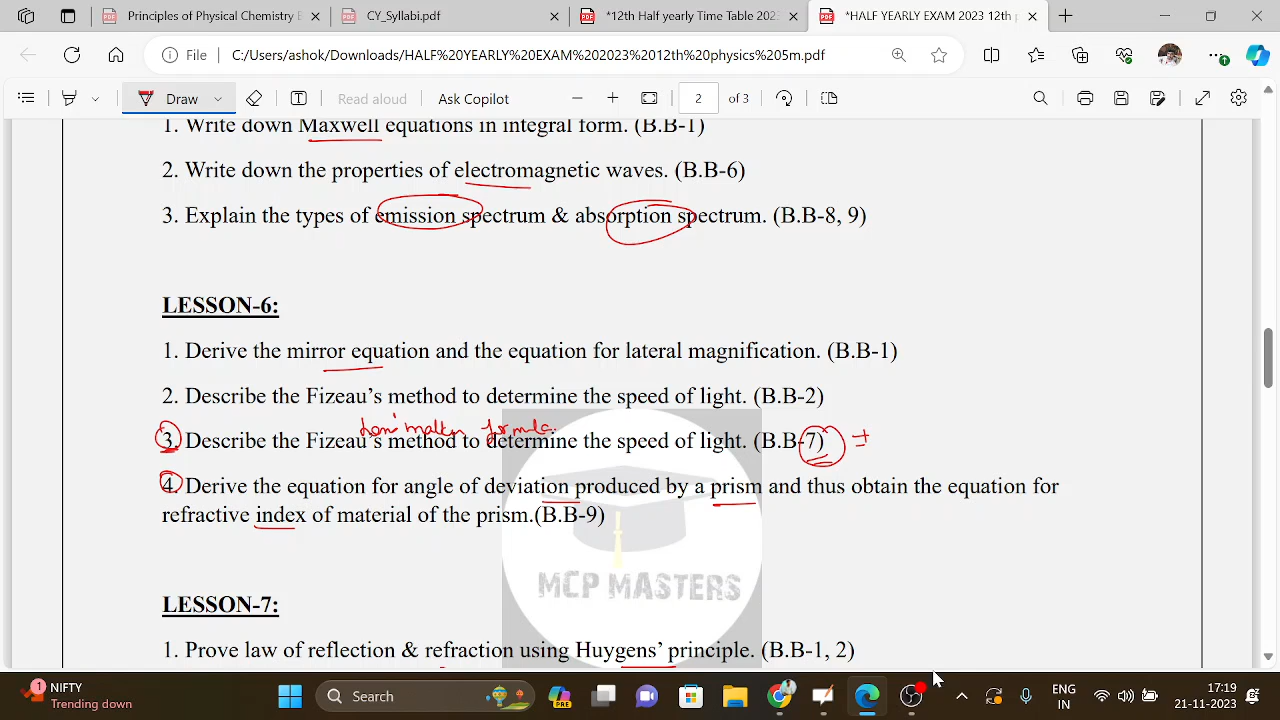 Principles of Physical Chemistry E
CY_Syllabi.pdf
*12th Half yearly Time Table 202
*HALF YEARLY EXAM 2023 12th p
File
C:/Users/ashok/Downloads/HALF%20YEARLY%20EXAM%202023%2012th%20physics%205m.pdf
Draw
Read aloud
Ask Copilot
2 of 3
1. Write down Maxwell equations in integral form. (B.B-1)
2. Write down the properties of electromagnetic waves. (B.B-6)
3. Explain the types of emission spectrum & absorption spectrum. (B.B-8, 9)
LESSON-6:
1. Derive the mirror equation and the equation for lateral magnification. (B.B-1)
2. Describe the Fizeau's method to determine the speed of light. (B.B-2)
formula.
3. Describe the Fizeau's method to determine the speed of light. (B.B-7)
4. Derive the equation for angle of deviation produced by a prism and thus obtain the equation for
refractive index of material of the prism.(B.B-9)
MCP MASTERS
LESSON-7:
1. Prove law of reflection & refraction using Huygens' principle. (B.B-1, 2)
1
NIFTY
Trending down
Search
PRE
ENG
IN
17:19
21-11-2023